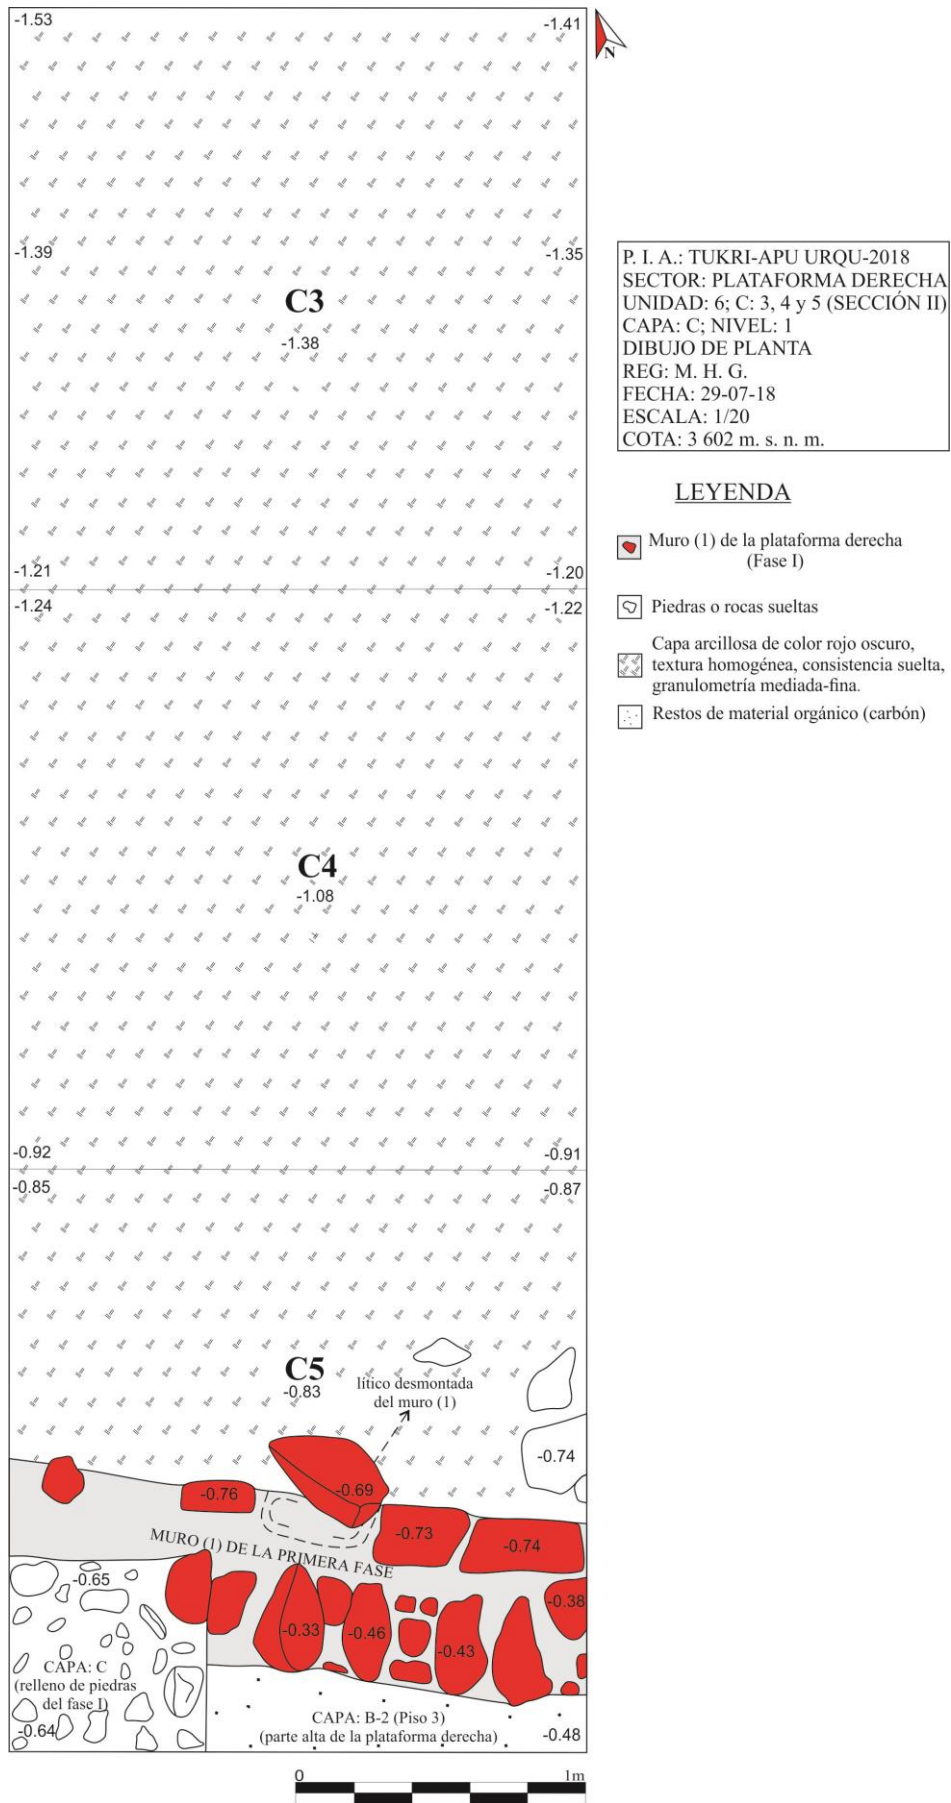 -1.53
-1.41
N
-1.39
-1.35
C3
-1.38
-1.21
-1.20
-1.24
-1.22
C4
-1.08
-0.92
-0.91
-0.85
-0.87
C5
-0.83
lítico desmontada
del muro (1)
-0.74
-0.69
-0.76
-0.73
-0.74
MURO (1) DE LA PRIMERA FASE
-0.65
-0.38
-0.33
-0.46
-0.43
CAPA: C
(relleno de piedras
del fase I)
-0.64
CAPA: B-2 (Piso 3)
(parte alta de la plataforma derecha)
-0.48
0
1m
P. I. A.: TUKRI-APU URQU-2018
SECTOR: PLATAFORMA DERECHA
UNIDAD: 6; C: 3, 4 y 5 (SECCIÓN II)
CAPA: C; NIVEL: 1
DIBUJO DE PLANTA
REG: M. H. G.
FECHA: 29-07-18
ESCALA: 1/20
COTA: 3 602 m. s. n. m.
LEYENDA
Muro (1) de la plataforma derecha
(Fase I)
Piedras o rocas sueltas
Capa arcillosa de color rojo oscuro,
textura homogénea, consistencia suelta,
granulometría mediada-fina.
Restos de material orgánico (carbón)